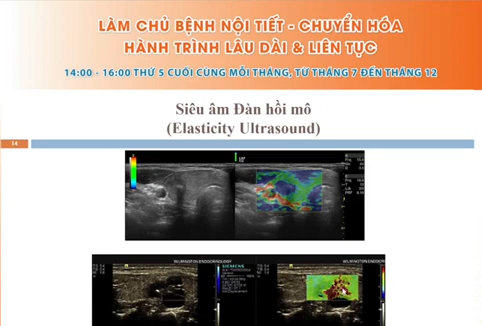 LÀM CHỦ BỆNH NỘI TIẾT - CHUYỂN HÓA
HÀNH TRÌNH LÂU DÀI & LIÊN TỤC
14:00 - 16:00 THỨ 5 CUỐI CÙNG MỖI THÁNG, TỪ THÁNG 7 ĐẾN THÁNG 12
Siêu âm Đàn hồi mô
(Elasticity Ultrasound)
14
SIEMENS